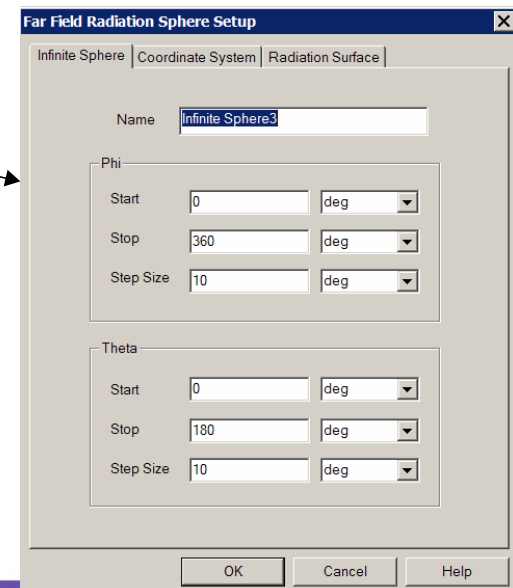 Far Field Radiation Sphere Setup
Infinite Sphere Coordinate System Radiation Surface
Name Infinite Sphere3
Phi
Start 0 deg
Stop 360 deg
Step Size 10 deg
Theta
Start 0 deg
Stop 180 deg
Step Size 10 deg
OK Cancel Help